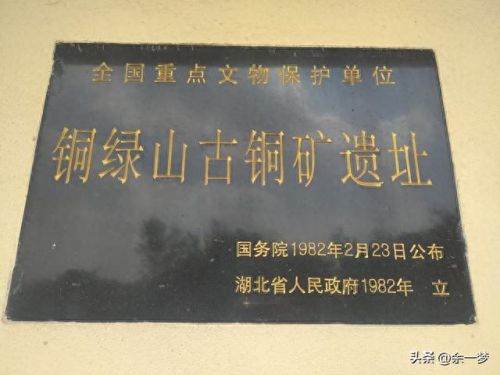 全国重点文物保护单位
铜绿山古铜矿遗址
国务院1982年2月23日公布
湖北省人民政府1982年 立
头条@余一梦